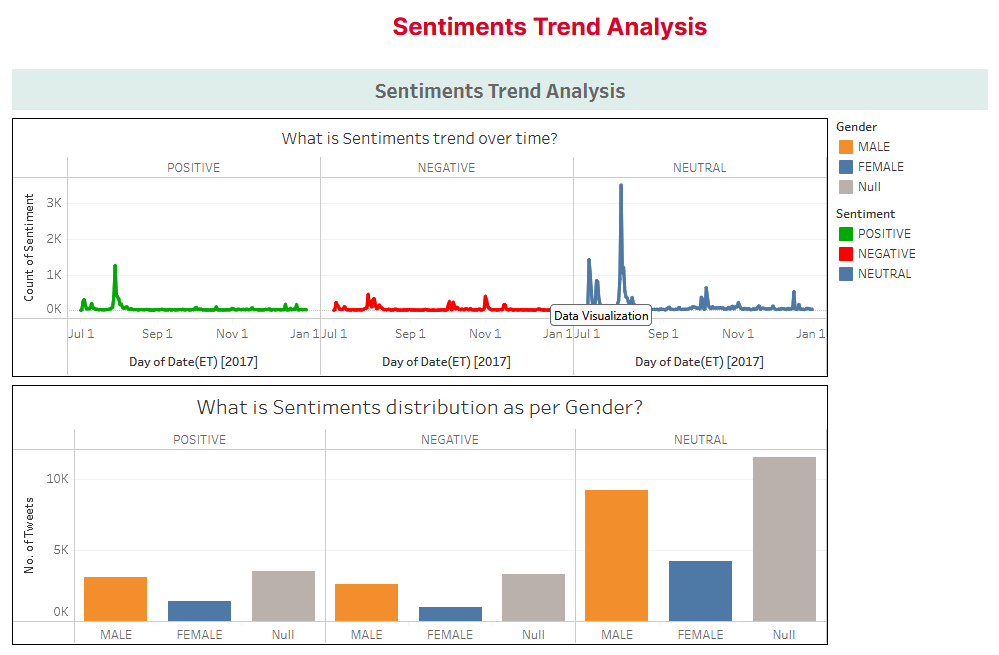 Sentiments Trend Analysis
Sentiments Trend Analysis
What is Sentiments trend over time?
POSITIVE NEGATIVE NEUTRAL
Count of Sentiment
3K
2K
1K
0K
Data Visualization
Jul 1 Sep 1 Nov 1 Jan 1 Jul 1 Sep 1 Nov 1 Jan 1 Jul 1 Sep 1 Nov 1 Jan 1
Day of Date(ET) [2017] Day of Date(ET) [2017] Day of Date(ET) [2017]
Gender
MALE
FEMALE
Null
Sentiment
POSITIVE
NEGATIVE
NEUTRAL
What is Sentiments distribution as per Gender?
POSITIVE NEGATIVE NEUTRAL
No. of Tweets
10K
5K
0K
MALE FEMALE Null MALE FEMALE Null MALE FEMALE Null